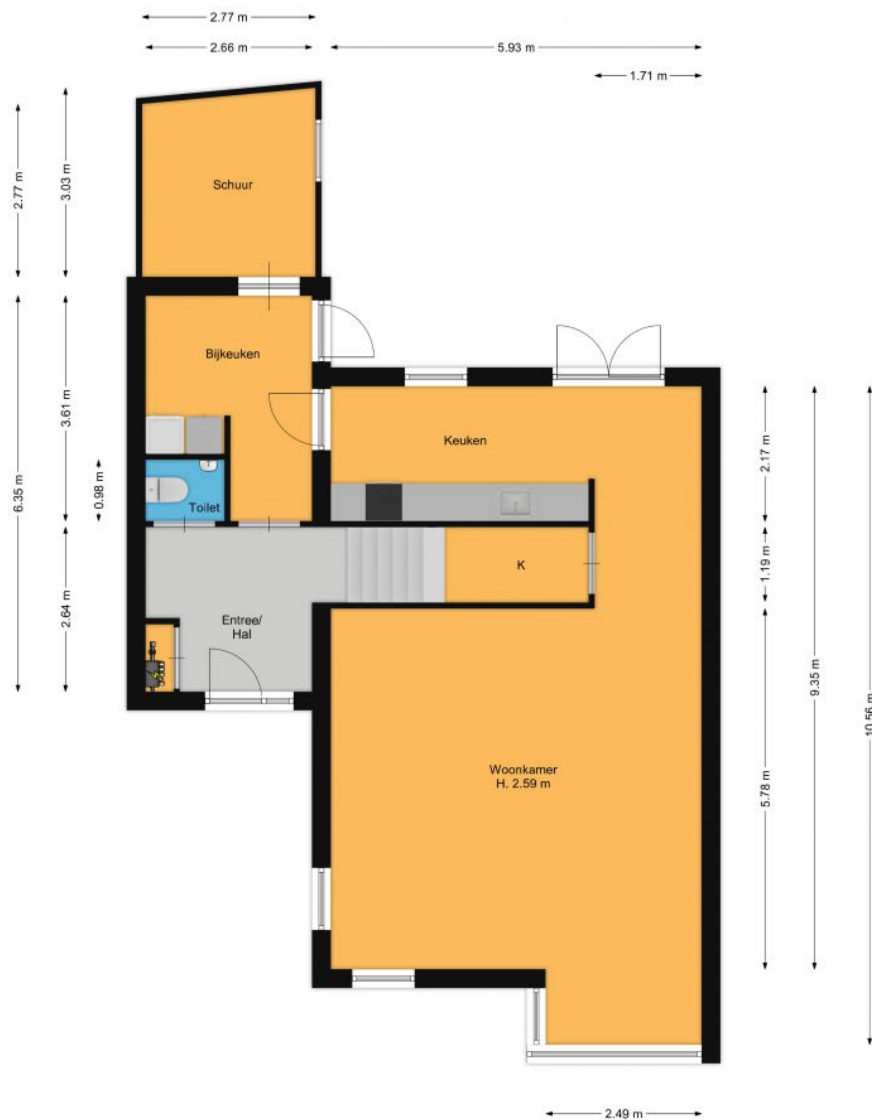 2.77 m
2.66 m
5.93 m
1.71 m
2.77 m
3.03 m
Schuur
Bijkeuken
Keuken
3.61 m
6.35 m
0.98 m
Toilet
2.17 m
K
1.19 m
Entree/
Hal
2.64 m
9.35 m
10.56 m
Woonkamer
H. 2.59 m
5.78 m
2.49 m